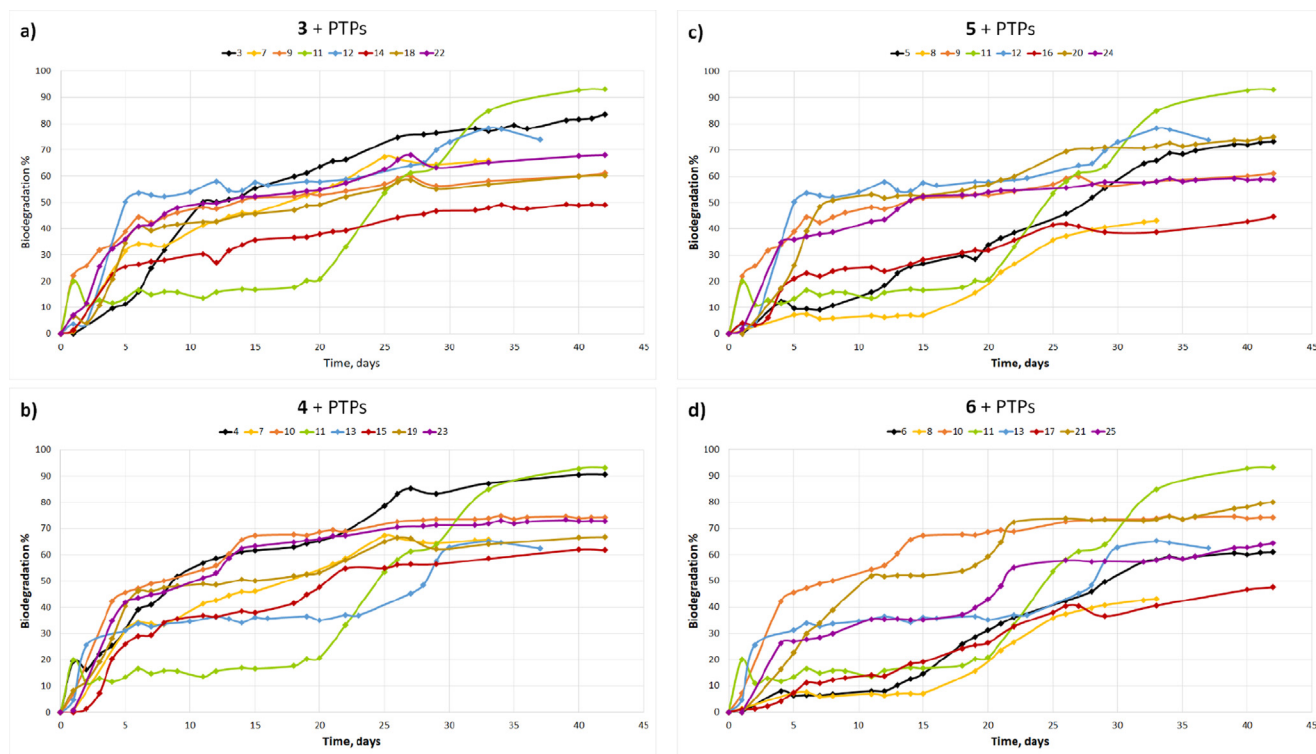 a)
3 + PTPs
3 7 9 11 12 14 18 22
Biodegradation %
100
90
80
70
60
50
40
30
20
10
0
0 5 10 15 20 25 30 35 40 45
Time, days
c)
5 + PTPs
5 8 9 11 12 16 20 24
Biodegradation %
100
90
80
70
60
50
40
30
20
10
0
0 5 10 15 20 25 30 35 40 45
Time, days
b)
4 + PTPs
4 7 10 11 13 15 19 23
Biodegradation %
100
90
80
70
60
50
40
30
20
10
0
0 5 10 15 20 25 30 35 40 45
Time, days
d)
6 + PTPs
6 8 10 11 13 17 21 25
Biodegradation %
100
90
80
70
60
50
40
30
20
10
0
0 5 10 15 20 25 30 35 40 45
Time, days